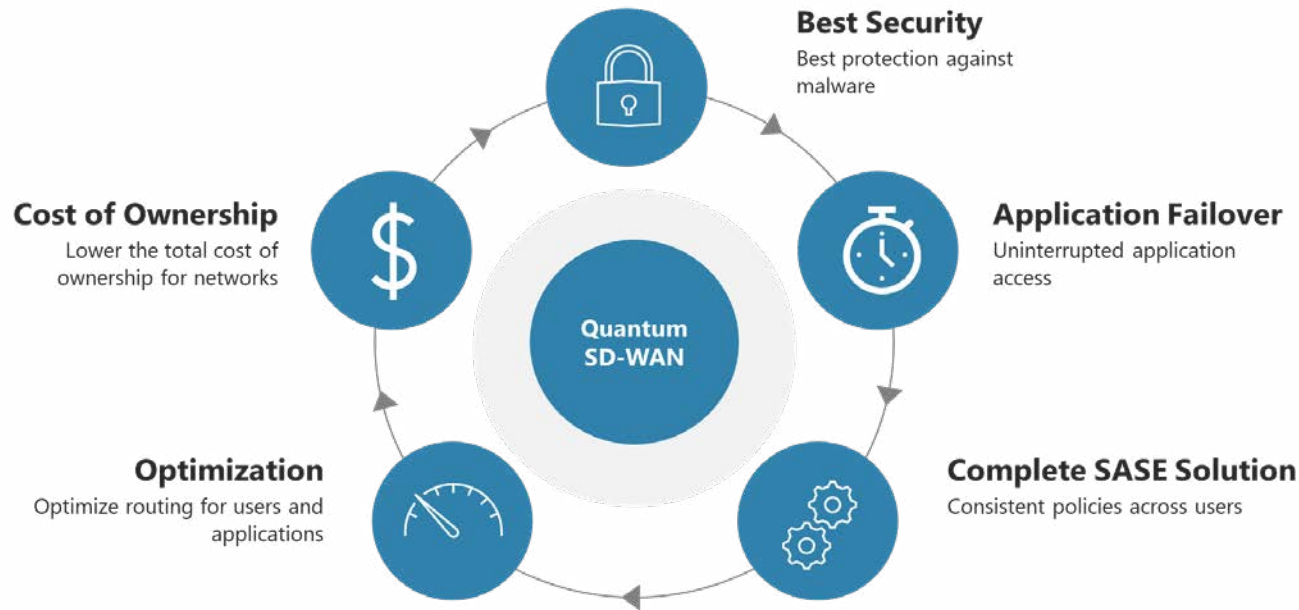 Best Security
Best protection against
malware
Cost of Ownership
Lower the total cost of
ownership for networks
Application Failover
Uninterrupted application
access
Quantum
SD-WAN
Optimization
Optimize routing for users and
applications
Complete SASE Solution
Consistent policies across users